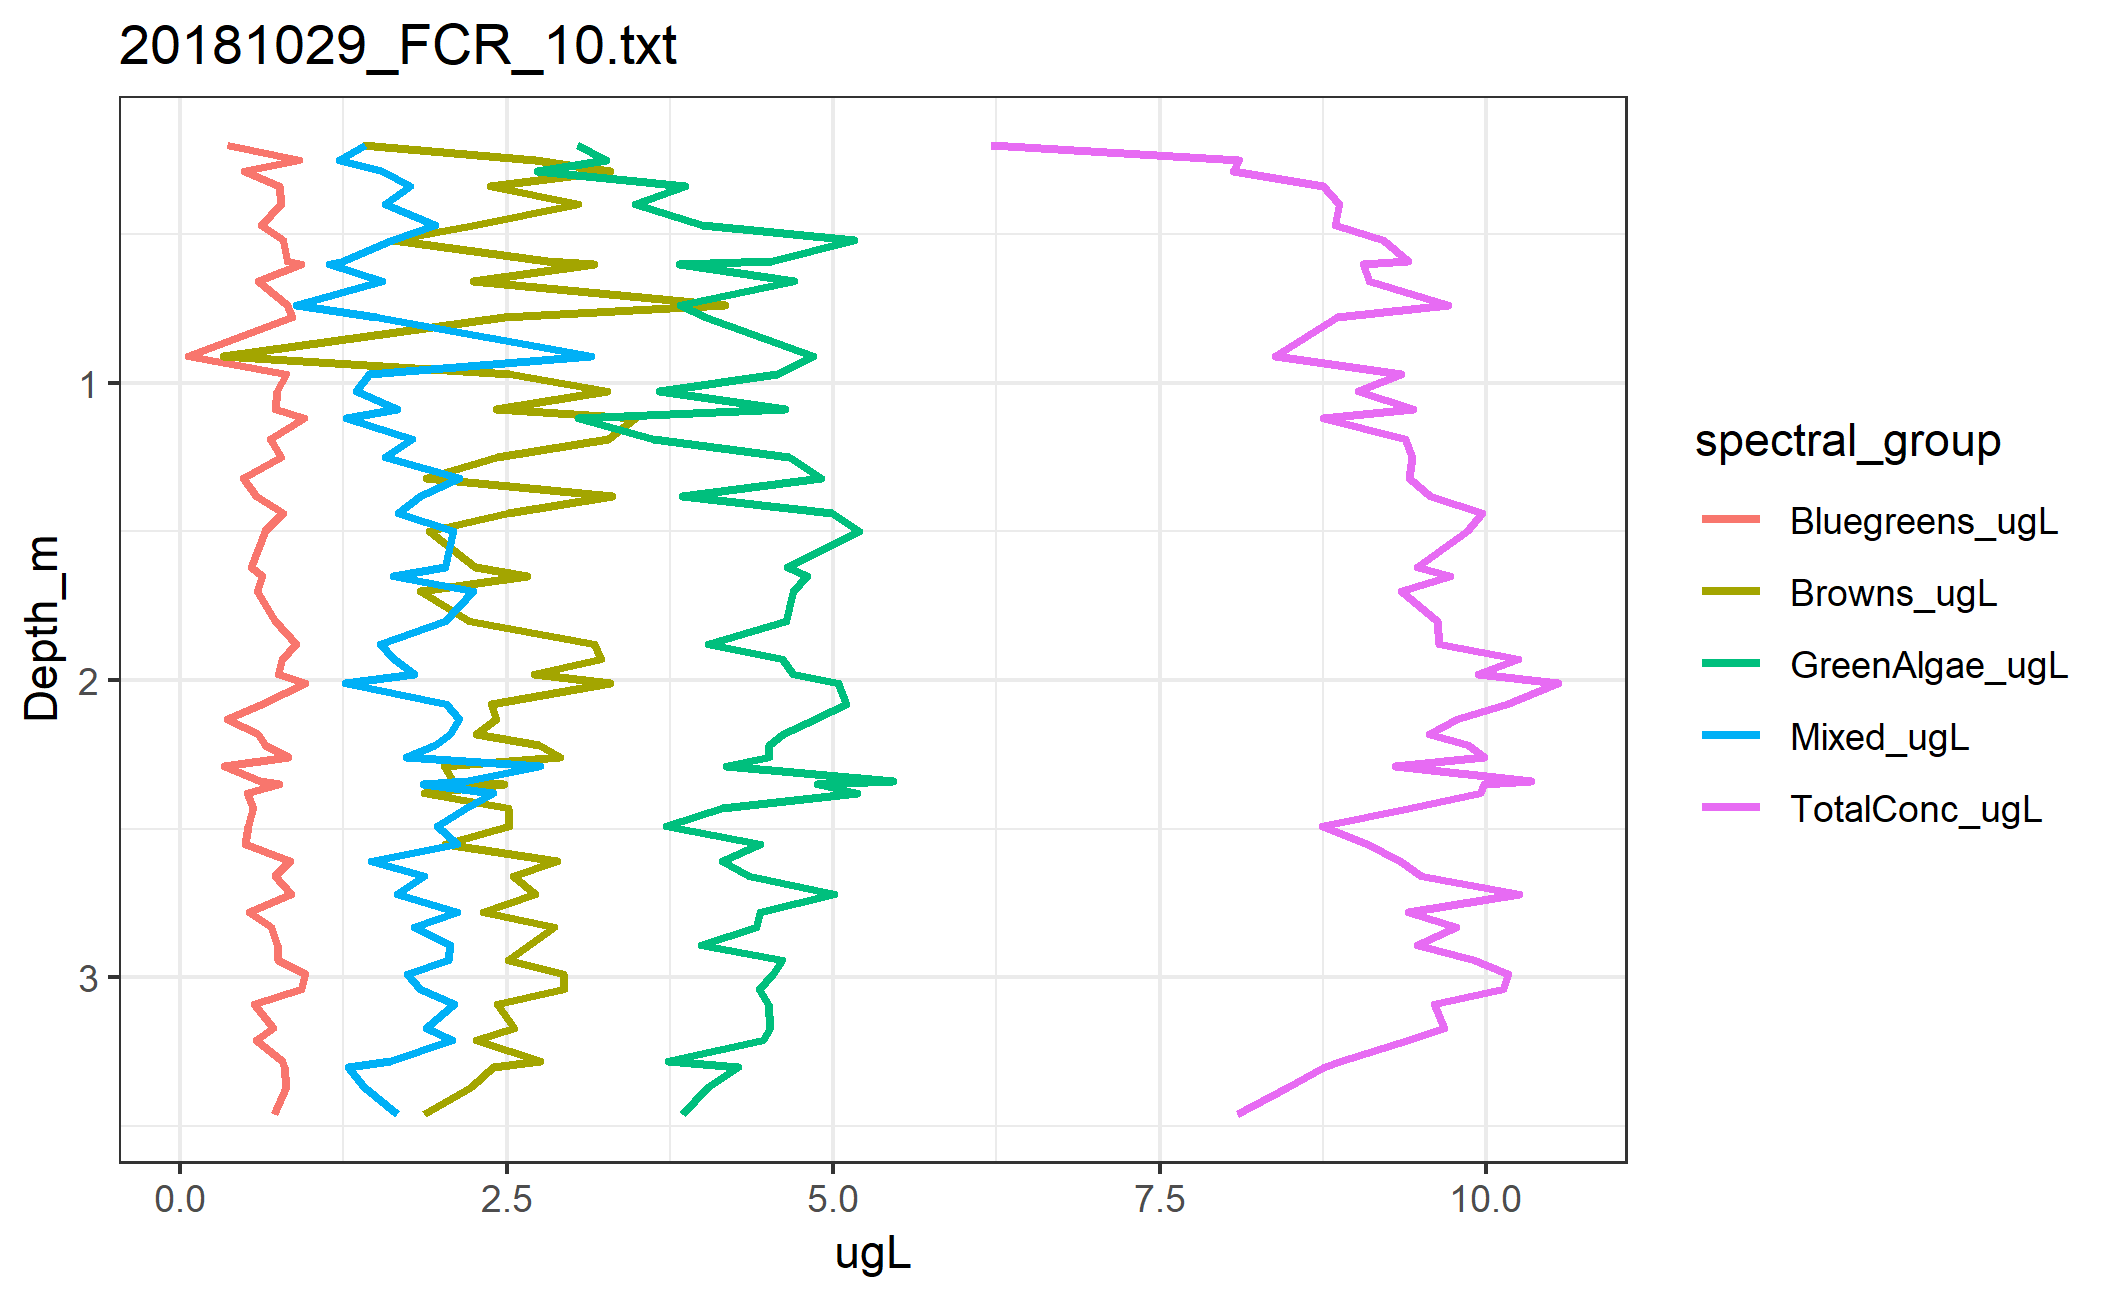 20181029_FCR_10.txt
Depth_m
1
2
3
0.0 2.5 5.0 7.5 10.0
ugL
spectral_group
Bluegreens_ugL
Browns_ugL
GreenAlgae_ugL
Mixed_ugL
TotalConc_ugL